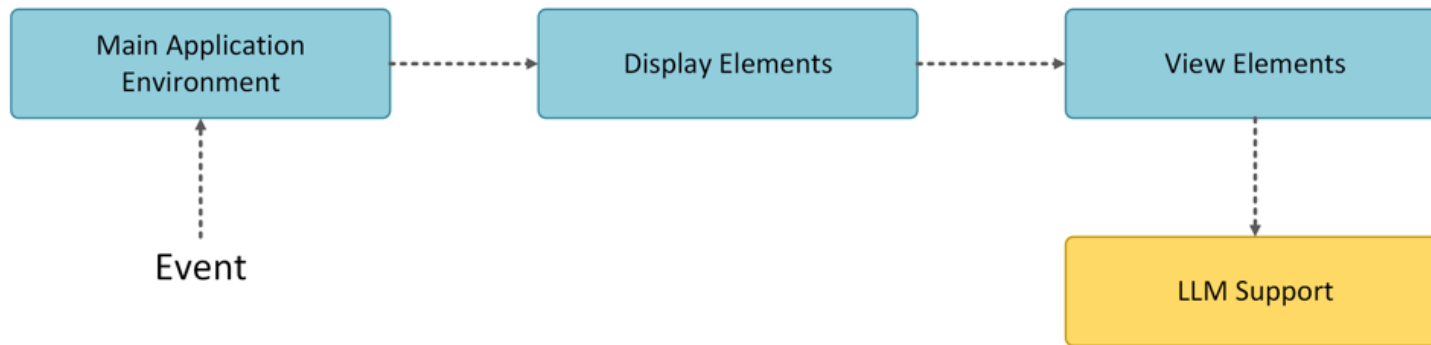 Main Application
Environment
Display Elements
View Elements
Event
LLM Support